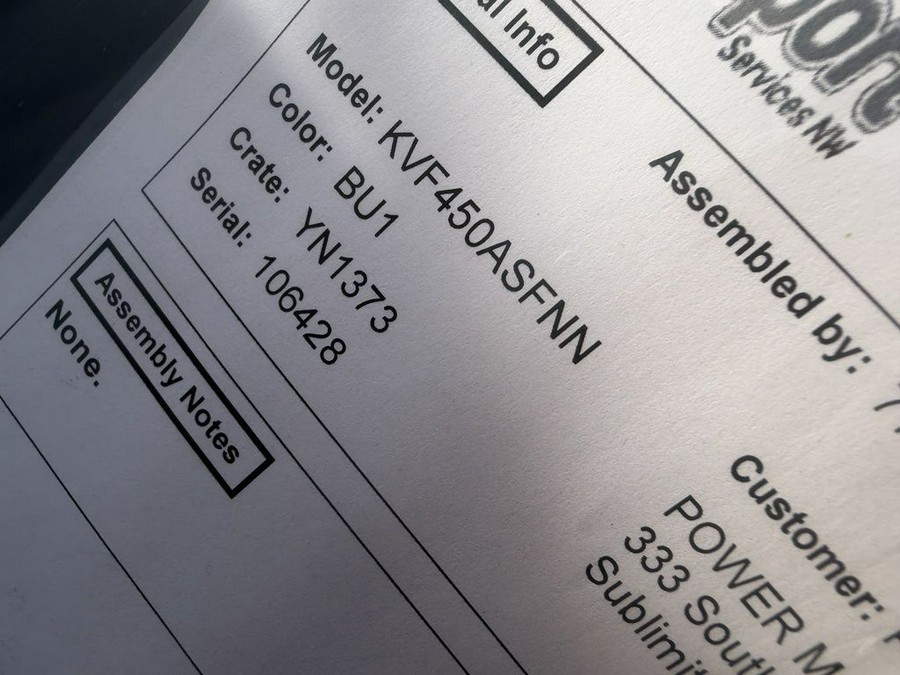 Services NW
Info
Model: KVF450ASFNN
Color: BU1
Crate: YN1373
Serial: 106428
Assembled by:
Assembly Notes
None.
Customer:
POWER
333